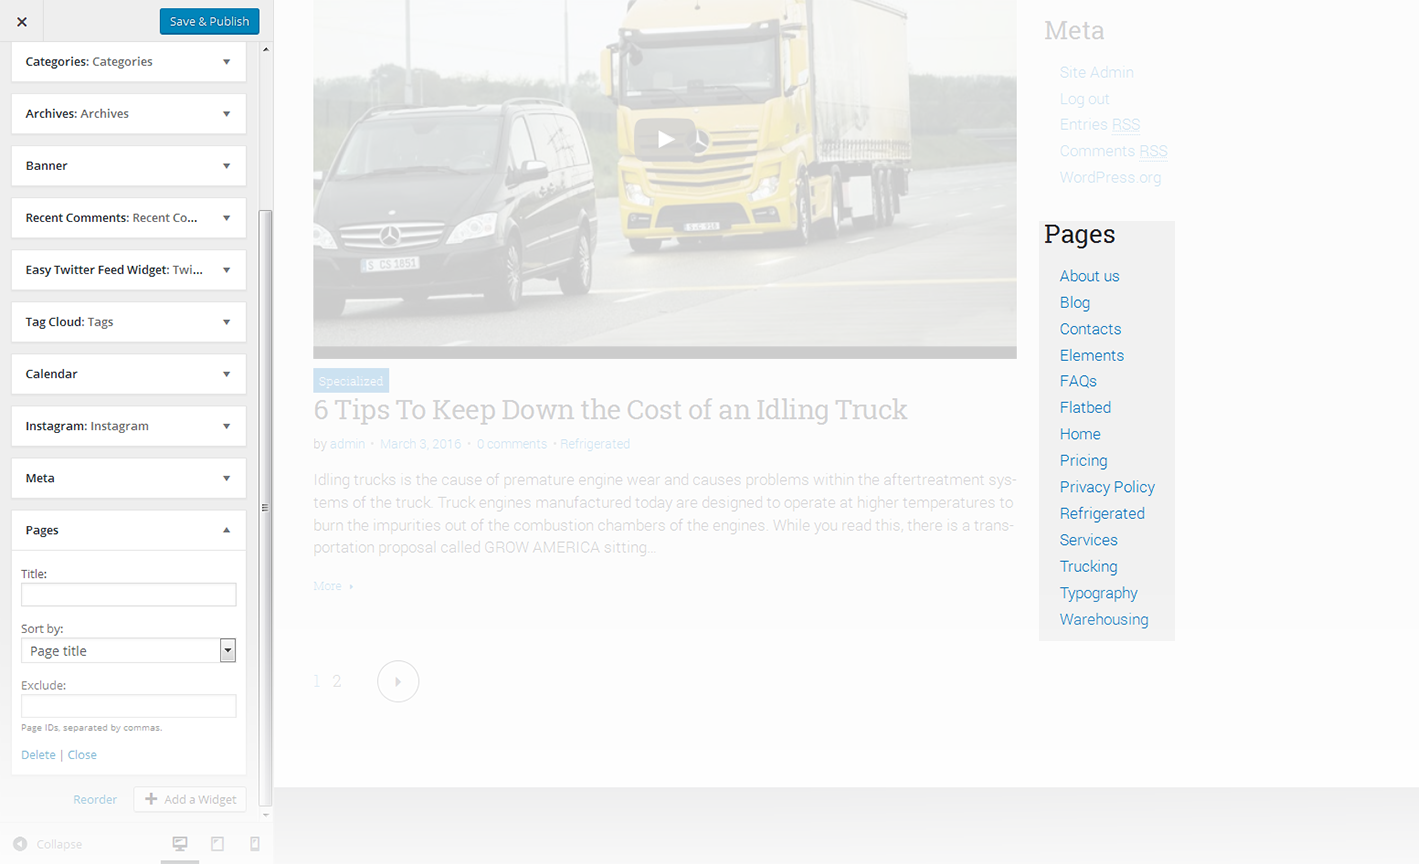 Save & Publish
Categories: Categories
Archives: Archives
Banner
Recent Comments: Recent Co...
Easy Twitter Feed Widget: Twi...
Tag Cloud: Tags
Calendar
Instagram: Instagram
Meta
Pages
Title:
Sort by:
Page title
Exclude:
Page IDs, separated by commas.
Delete | Close
Reorder
Add a Widget
Collapse
S CS 1851
Specialized
6 Tips To Keep Down the Cost of an Idling Truck
by admin • March 3, 2016 • 0 comments • Refrigerated
Idling trucks is the cause of premature engine wear and causes problems within the aftertreatment sys-
tems of the truck. Truck engines manufactured today are designed to operate at higher temperatures to
burn the impurities out of the combustion chambers of the engines. While you read this, there is a trans-
portation proposal called GROW AMERICA sitting...
More
1 2
Meta
Site Admin
Log out
Entries RSS
Comments RSS
WordPress.org
Pages
About us
Blog
Contacts
Elements
FAQs
Flatbed
Home
Pricing
Privacy Policy
Refrigerated
Services
Trucking
Typography
Warehousing